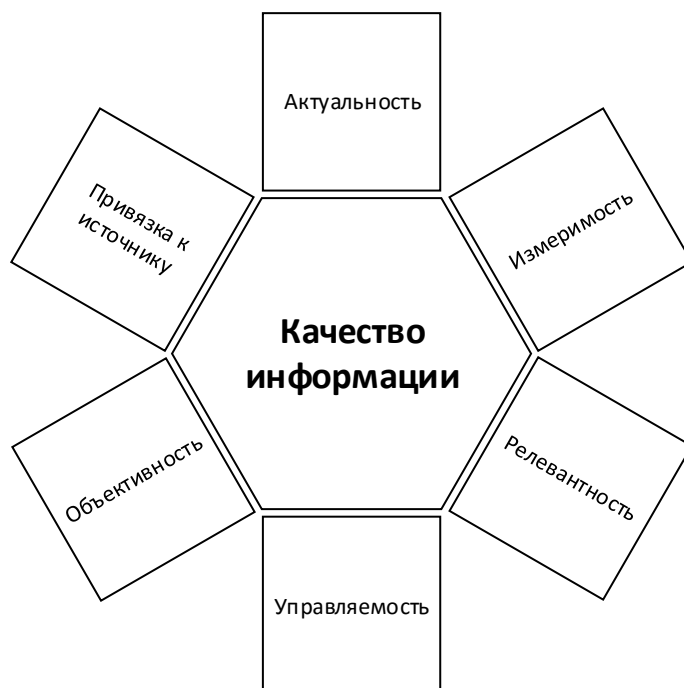 Актуальность
Привязка к
источнику
Измеримость
Качество
информации
Объективность
Релевантность
Управляемость